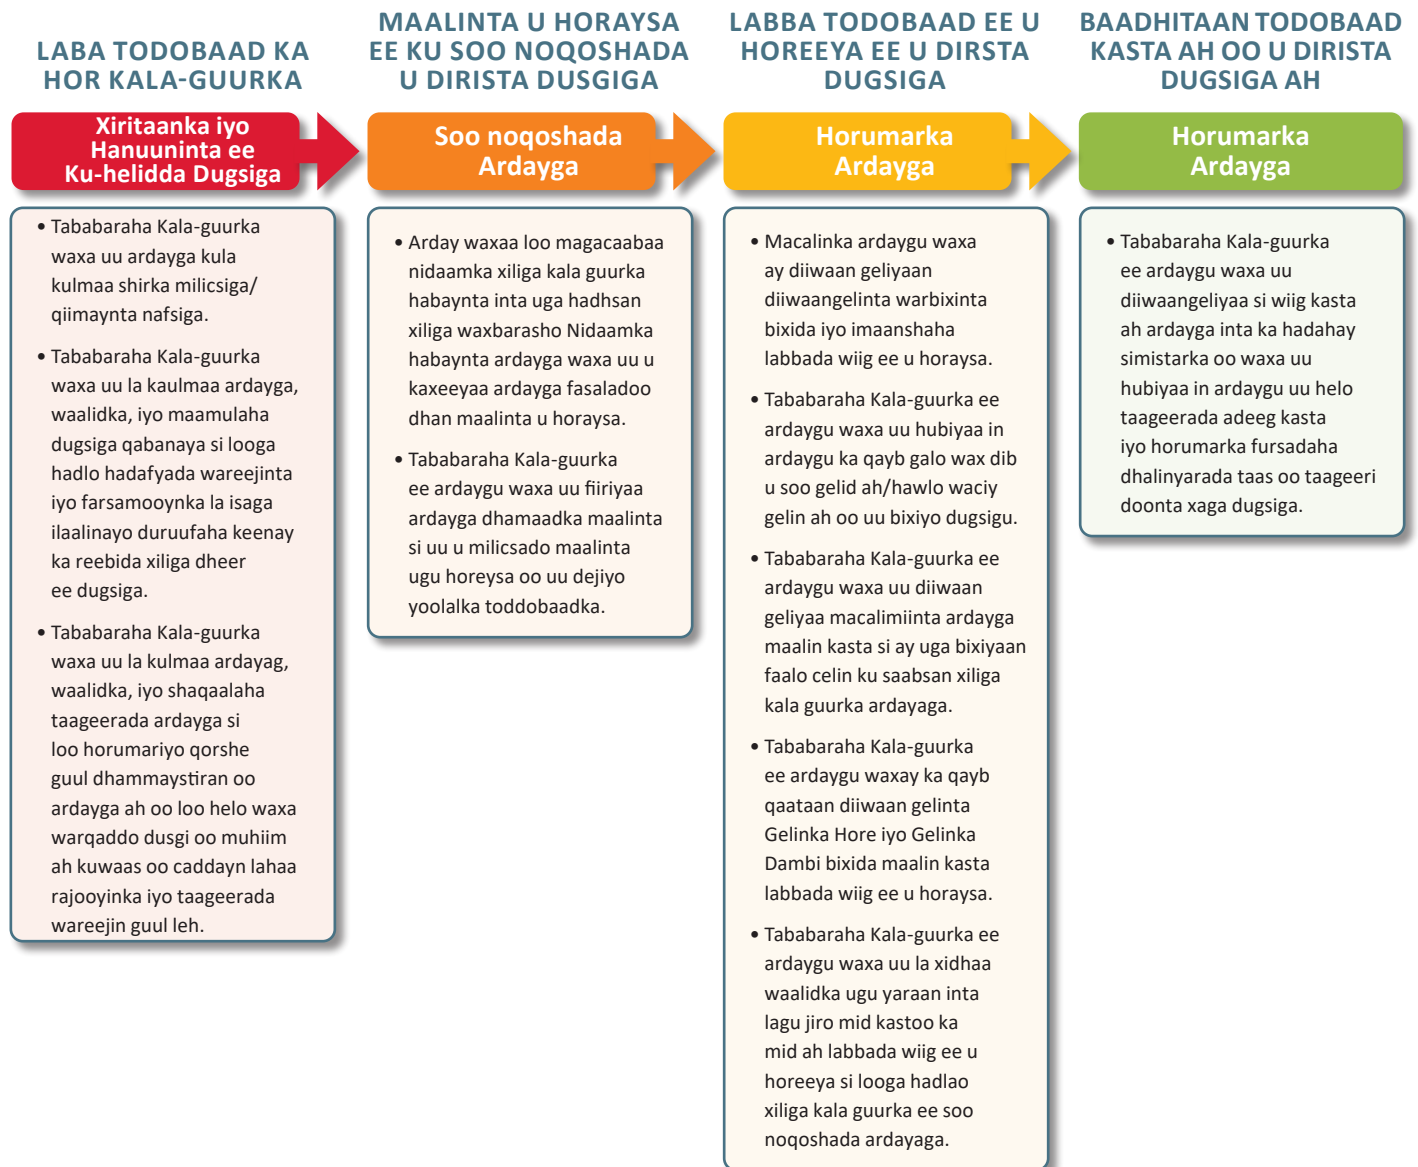 LABA TODOBAAD KA
HOR KALA-GUURKA
Xiritaanka iyo
Hanuuninta ee
Ku-helidda Dugsiga
• Tababaraha Kala-guurka
waxa uu ardayga kula
kulmaa shirka milicsiga/
qiimaynta nafsiga.
• Tababaraha Kala-guurka
waxa uu la kaulmaa ardayga,
waalidka, iyo maamulaha
dugsiga qabanaya si looga
hadlo hadafyada wareejinta
iyo farsamooynka la isaga
ilaalinayo duruufaha keenay
ka reebida xiliga dheer
ee dugsiga.
• Tababaraha Kala-guurka
waxa uu la kulmaa ardayag,
waalidka, iyo shaqaalaha
taageerada ardayga si
loo horumariyo qorshe
guul dhammaystiran oo
ardayga ah oo loo helo waxa
warqaddo dusgi oo muhiim
ah kuwaas oo caddayn lahaa
rajooyinka iyo taageerada
wareejin guul leh.
MAALINTA U HORAYSA
EE KU SOO NOQOSHADA
U DIRISTA DUSGIGA
Soo noqoshada
Ardayga
• Arday waxaa loo magacaabaa
nidaamka xiliga kala guurka
habaynta inta uga hadhsan
xiliga waxbarasho Nidaamka
habaynta ardayga waxa uu u
kaxeeyaa ardayga fasaladoo
dhan maalinta u horaysa.
• Tababaraha Kala-guurka
ee ardaygu waxa uu fiiriyaa
ardayga dhamaadka maalinta
si uu u milicsado maalinta
ugu horeysa oo uu dejiyo
yoolalka toddobaadka.
LABBA TODOBAAD EE U
HOREEYA EE U DIRSTA
DUGSIGA
Horumarka
Ardayga
• Macalinka ardaygu waxa
ay diiwaan geliyaan
diiwaangelinta warbixinta
bixida iyo imaanshaha
labbada wiig ee u horaysa.
• Tababaraha Kala-guurka ee
ardaygu waxa uu hubiyaa in
ardaygu ka qayb galo wax dib
u soo gelid ah/hawlo waciy
gelin ah oo uu bixiyo dugsigu.
• Tababaraha Kala-guurka ee
ardaygu waxa uu diiwaan
geliyaa macalimiinta ardayga
maalin kasta si ay uga bixiyaan
faalo celin ku saabsan xiliga
kala guurka ardayaga.
• Tababaraha Kala-guurka
ee ardaygu waxay ka qayb
qaataan diiwaan gelinta
Gelinka Hore iyo Gelinka
Dambi bixida maalin kasta
labbada wiig ee u horaysa.
• Tababaraha Kala-guurka ee
ardaygu waxa uu la xidhaa
waalidka ugu yaraan inta
lagu jiro mid kastoo ka
mid ah labbada wiig ee u
horeeya si looga hadlao
xiliga kala guurka ee soo
noqoshada ardayaga.
BAADHITAAN TODOBAAD
KASTA AH OO U DIRISTA
DUGSIGA AH
Horumarka
Ardayga
• Tababaraha Kala-guurka
ee ardaygu waxa uu
diiwaangeliyaa si wiig kasta
ah ardayga inta ka hadahay
simistarka oo waxa uu
hubiyaa in ardaygu uu helo
taageerada adeeg kasta
iyo horumarka fursadaha
dhalinyarada taas oo taageeri
doonta xaga dugsiga.